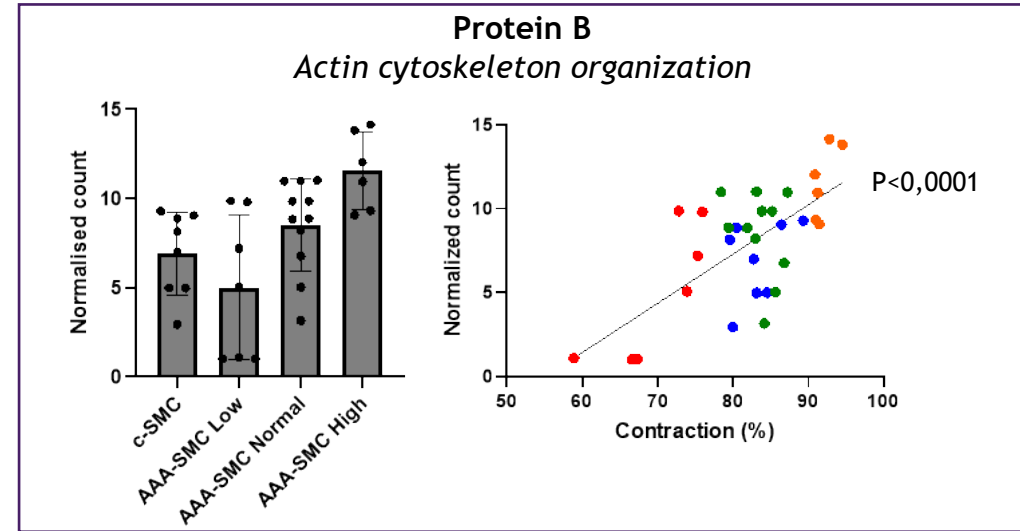 Protein B
Actin cytoskeleton organization
Normalised count
15
10
5
0
c-SMC
AAA-SMC Low
AAA-SMC Normal
AAA-SMC High
Normalized count
15
10
5
0
50
60
70
80
90
100
Contraction (%)
P<0,0001